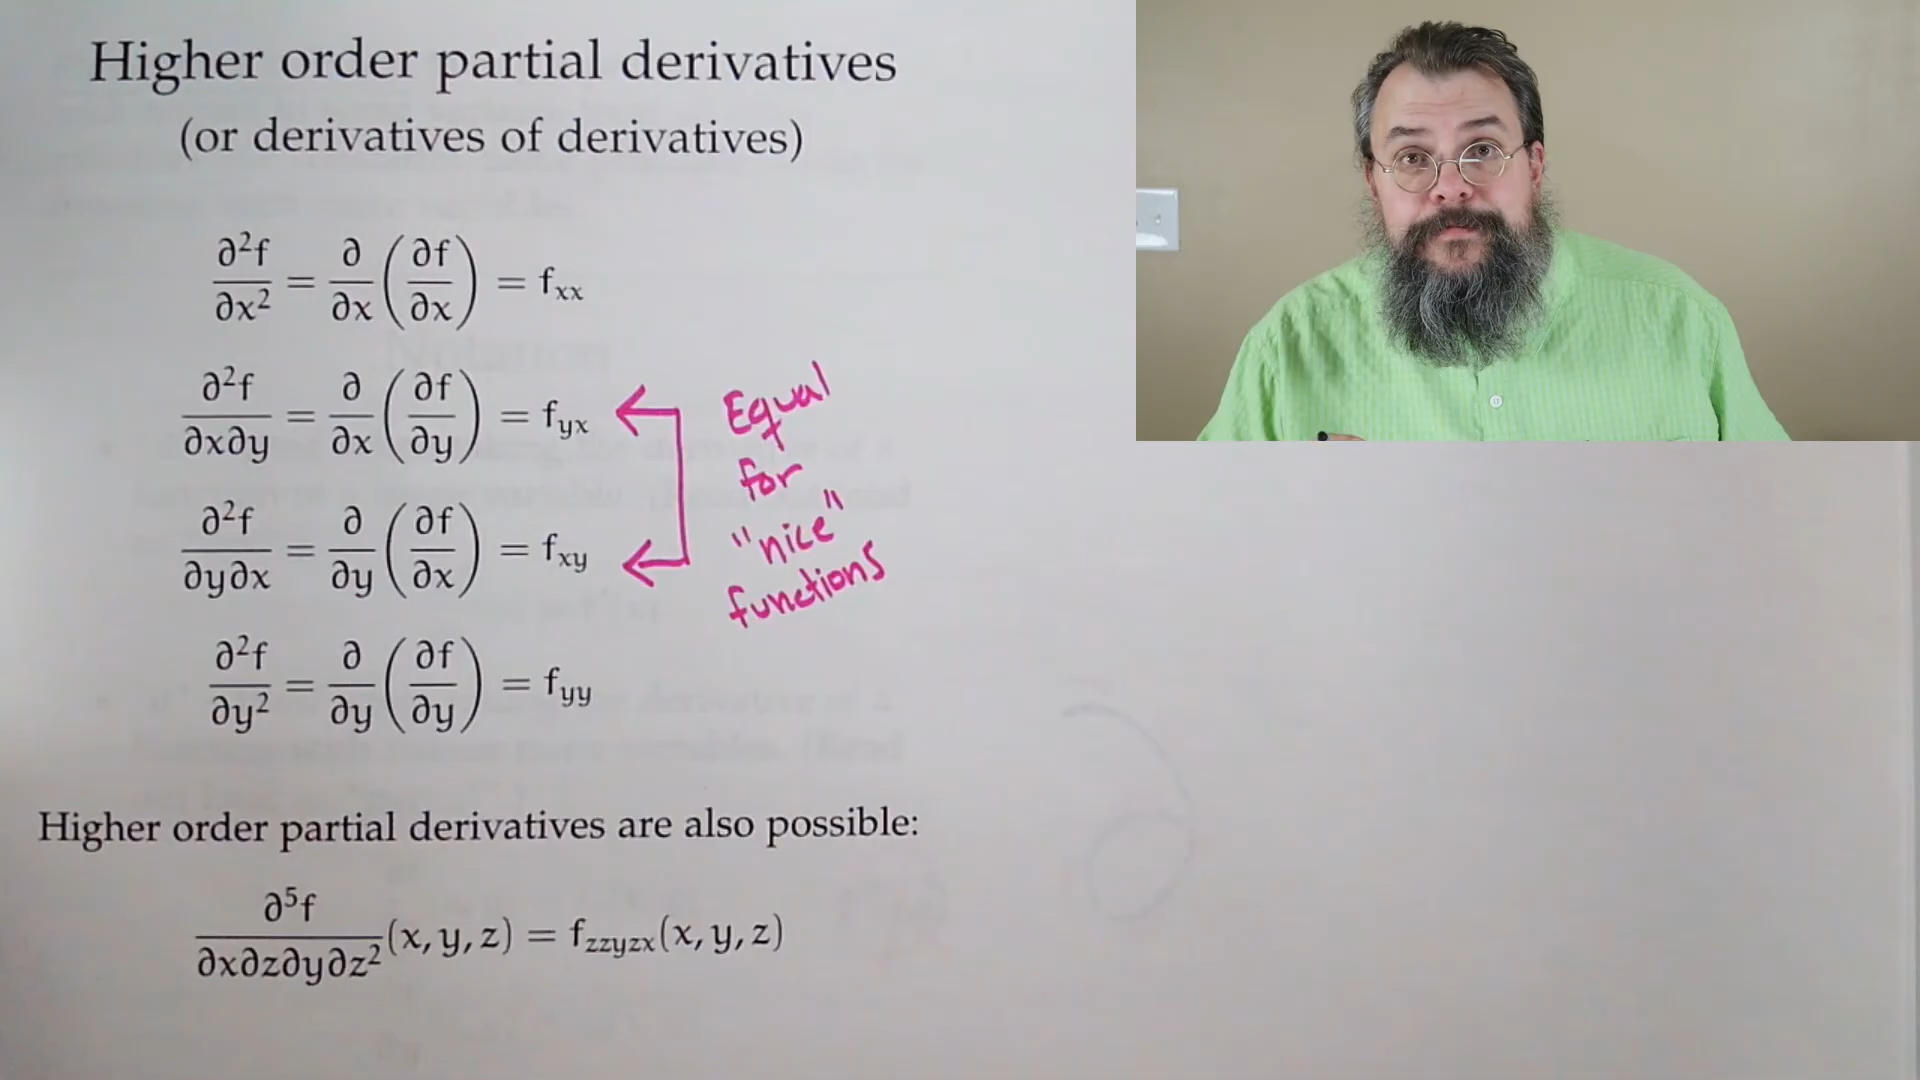 Higher order partial derivatives
(or derivatives of derivatives)
∂²f/∂x² = ∂/∂x (∂f/∂x) = f_xx
∂²f/∂x∂y = ∂/∂x (∂f/∂y) = f_yx
∂²f/∂y∂x = ∂/∂y (∂f/∂x) = f_xy
∂²f/∂y² = ∂/∂y (∂f/∂y) = f_yy
Equal
for
"nice"
functions
Higher order partial derivatives are also possible:
∂⁵f/∂x∂z∂y∂z² (x, y, z) = f_zzyzx(x, y, z)